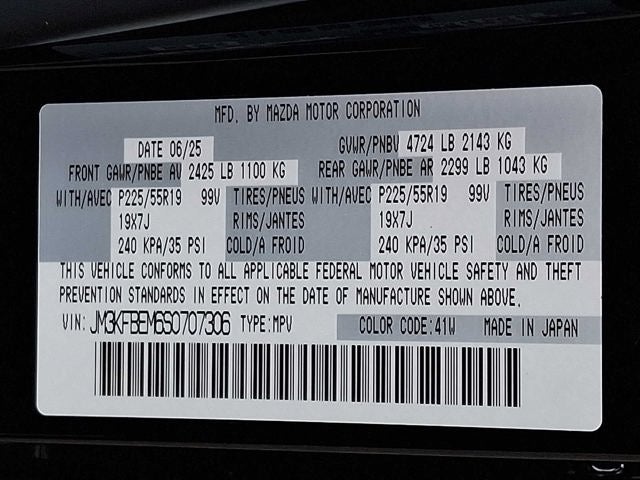 MFD. BY MAZDA MOTOR CORPORATION
DATE 06/25 GVWR/PNBV 4724 LB 2143 KG
FRONT GAWR/PNBE AV 2425 LB 1100 KG REAR GAWR/PNBE AR 2299 LB 1043 KG
WITH/AVEC P225/55R19 99V TIRES/PNEUS WITH/AVEC P225/55R19 99V TIRES/PNEUS
19X7J RIMS/JANTES 19X7J RIMS/JANTES
240 KPA/35 PSI COLD/A FROID 240 KPA/35 PSI COLD/A FROID
THIS VEHICLE CONFORMS TO ALL APPLICABLE FEDERAL MOTOR VEHICLE SAFETY AND THEFT
PREVENTION STANDARDS IN EFFECT ON THE DATE OF MANUFACTURE SHOWN ABOVE.
VIN: JM3KFBEM6S0707306 TYPE: MPV COLOR CODE: 41W MADE IN JAPAN